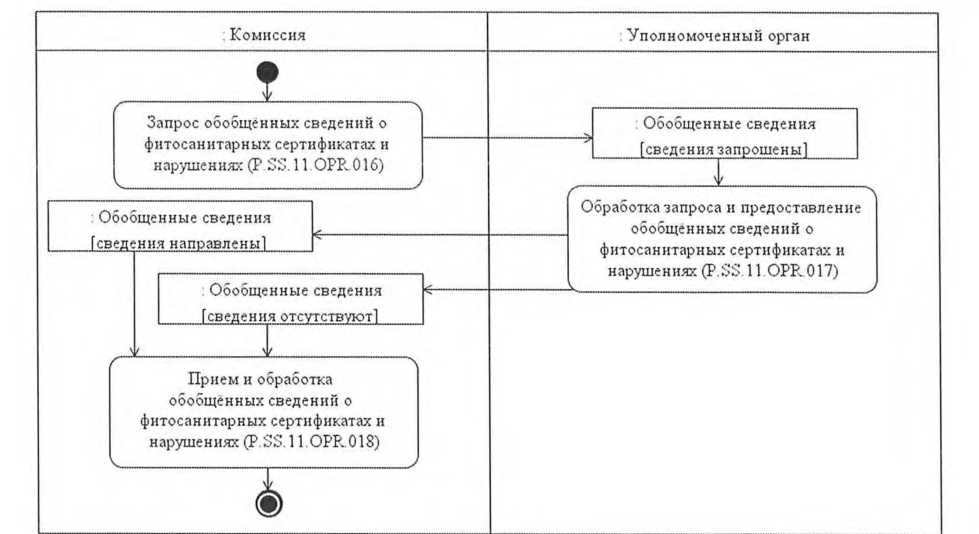 : Комиссия
: Уполномоченный орган
Запрос обобщённых сведений о
фитосанитарных сертификатах и
нарушениях (P.SS.11.OPR.016)
: Обобщенные сведения
[сведения запрошены]
Обработка запроса и предоставление
обобщённых сведений о
фитосанитарных сертификатах и
нарушениях (P.SS.11.OPR.017)
: Обобщенные сведения
[сведения направлены]
: Обобщенные сведения
[сведения отсутствуют]
Прием и обработка
обобщённых сведений о
фитосанитарных сертификатах и
нарушениях (P.SS.11.OPR.018)